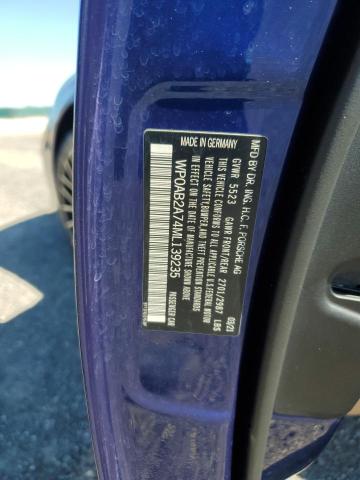 MFD BY DR. ING. H.C. F. PORSCHE AG
03/21
GVWR 5523 GAWR FRONT/REAR 2701/2987 LBS
THIS VEHICLE CONFORMS TO ALL APPLICABLE U.S.FEDERAL MOTOR
VEHICLE SAFETY,BUMPER,AND THEFT PREVENTION STANDARDS
IN EFFECT ON THE DATE OF MANUFACTURE SHOWN ABOVE
WP0AB2A74ML139235 PASSENGER CAR
MADE IN GERMANY